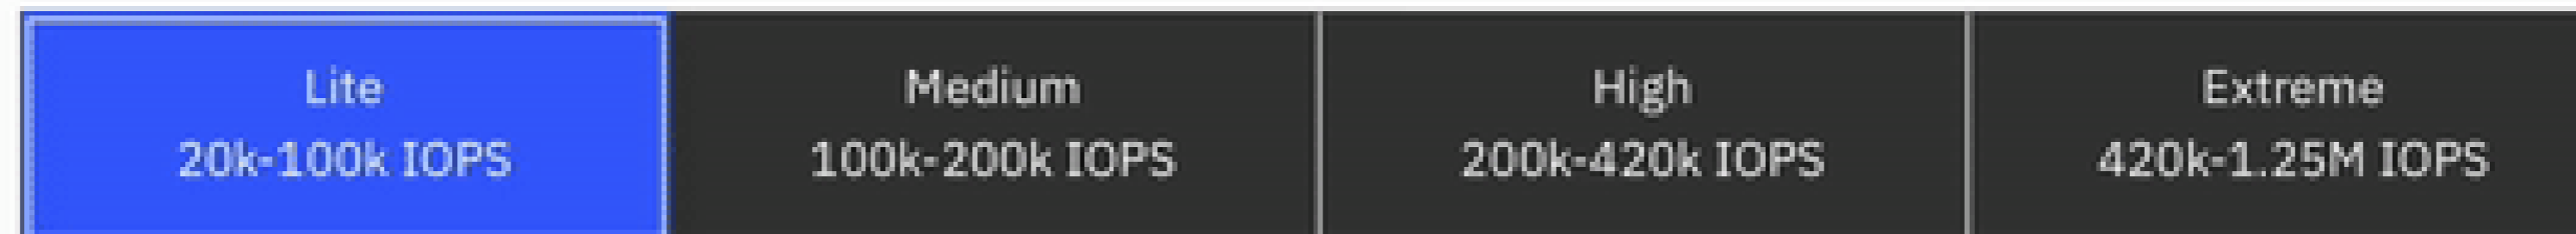 Lite
20k-100k IOPS
Medium
100k-200k IOPS
High
200k-420k IOPS
Extreme
420k-1.25M IOPS